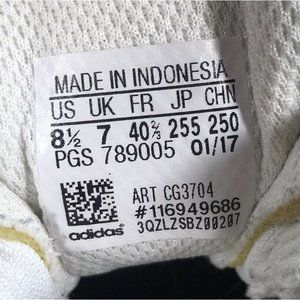 MADE IN INDONESIA
US UK FR JP CHN
8½ 7 40⅔ 255 250
PGS 789005 01/17
ART CG3704
#116949686
adidas 3QZLZSBZ00207